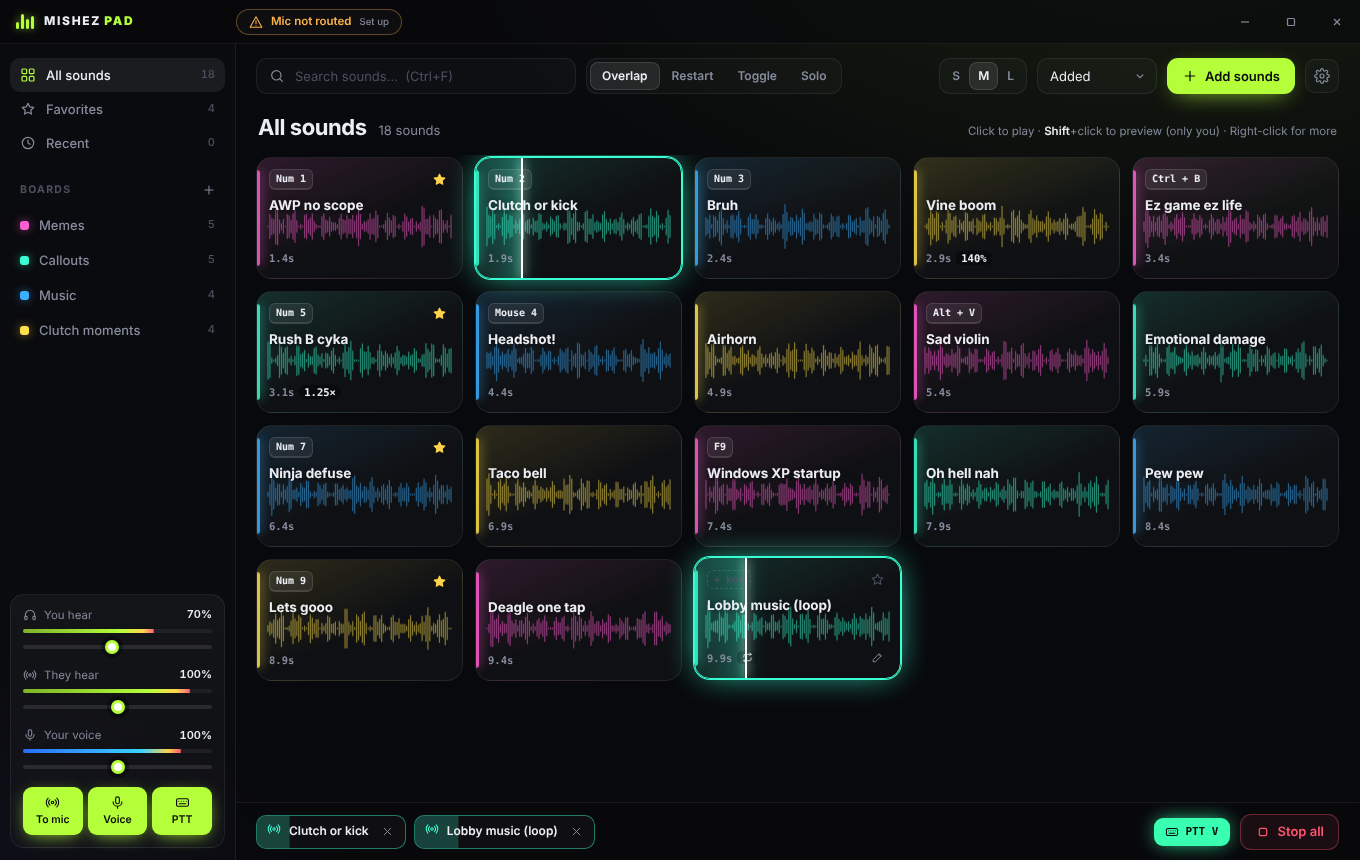 MISHEZ PAD
Mic not routed Set up
All sounds 18
Favorites 4
Recent 0
BOARDS
Memes 5
Callouts 5
Music 4
Clutch moments 4
You hear 70%
They hear 100%
Your voice 100%
To mic Voice PTT
Search sounds... (Ctrl+F)
Overlap Restart Toggle Solo
S M L
Added
Add sounds
All sounds 18 sounds
Click to play · Shift+click to preview (only you) · Right-click for more
Num 1
AWP no scope
1.4s
Num 2
Clutch or kick
1.9s
Num 3
Bruh
2.4s
Vine boom
2.9s 140%
Ctrl + B
Ez game ez life
3.4s
Num 5
Rush B cyka
3.1s 1.25×
Mouse 4
Headshot!
4.4s
Airhorn
4.9s
Alt + V
Sad violin
5.4s
Emotional damage
5.9s
Num 7
Ninja defuse
6.4s
Taco bell
6.9s
F9
Windows XP startup
7.4s
Oh hell nah
7.9s
Pew pew
8.4s
Num 9
Lets gooo
8.9s
Deagle one tap
9.4s
Lobby music (loop)
9.9s
Clutch or kick
Lobby music (loop)
PTT V
Stop all